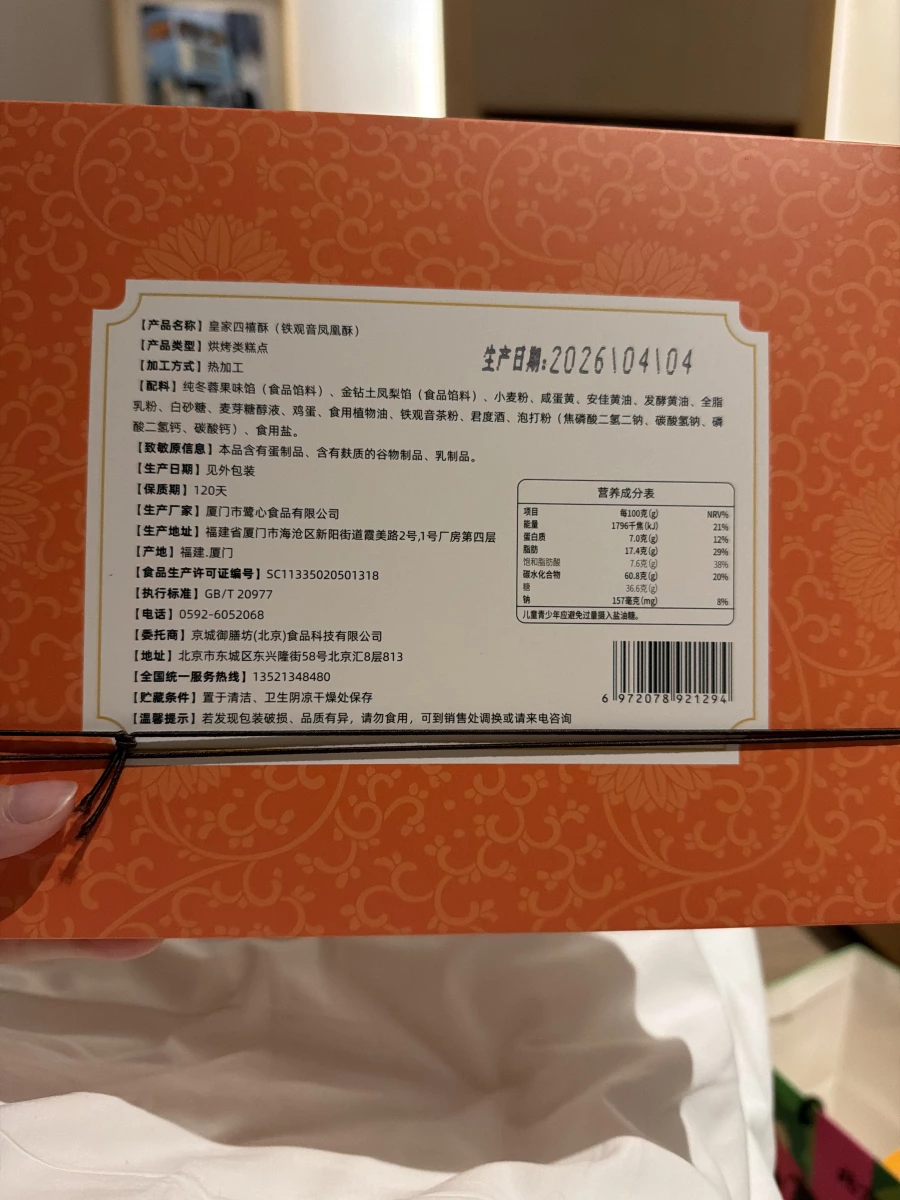 【产品名称】皇家四禧酥（铁观音凤凰酥）
【产品类型】烘烤类糕点
生产日期:2026\04\04
【加工方式】热加工
【配料】纯冬蓉果味馅（食品馅料）、金钻土凤梨馅（食品馅料）、小麦粉、咸蛋黄、安佳黄油、发酵黄油、全脂
乳粉、白砂糖、麦芽糖醇液、鸡蛋、食用植物油、铁观音茶粉、君度酒、泡打粉（焦磷酸二氢二钠、碳酸氢钠、磷
酸二氢钙、碳酸钙）、食用盐。
【致敏原信息】本品含有蛋制品、含有麸质的谷物制品、乳制品。
【生产日期】见外包装
【保质期】120天
【生产厂家】厦门市鹭心食品有限公司
【生产地址】福建省厦门市海沧区新阳街道霞美路2号,1号厂房第四层
【产地】福建.厦门
【食品生产许可证编号】SC11335020501318
【执行标准】GB/T 20977
【电话】0592-6052068
【委托商】京城御膳坊(北京)食品科技有限公司
【地址】北京市东城区东兴隆街58号北京汇8层813
【全国统一服务热线】13521348480
【贮藏条件】置于清洁、卫生阴凉干燥处保存
【温馨提示】若发现包装破损、品质有异，请勿食用，可到销售处调换或请来电咨询
营养成分表
项目 每100克(g) NRV%
能量 1796千焦(kJ) 21%
蛋白质 7.0克(g) 12%
脂肪 17.4克(g) 29%
饱和脂肪酸 7.6克(g) 38%
碳水化合物 60.8克(g) 20%
糖 36.6克(g)
钠 157毫克(mg) 8%
儿童青少年应避免过量摄入盐油糖。
6 972078 921294